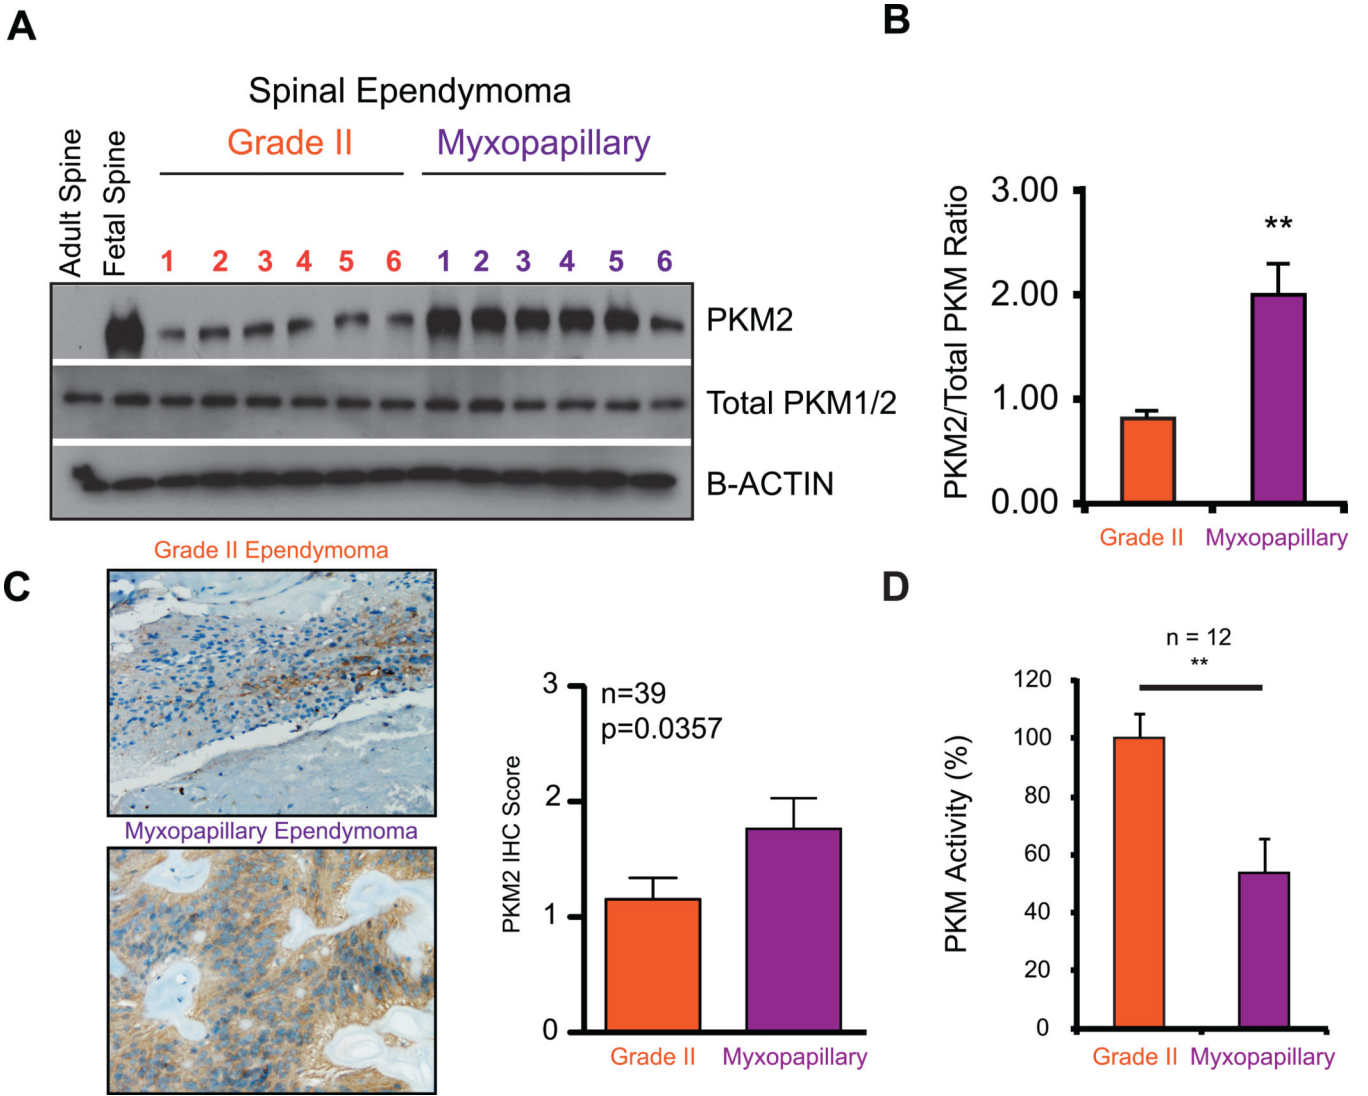 A
Spinal Ependymoma
Grade II
Myxopapillary
Adult Spine
Fetal Spine
1 2 3 4 5 6 1 2 3 4 5 6
PKM2
Total PKM1/2
B-ACTIN
B
PKM2/Total PKM Ratio
3.00
2.00
1.00
0.00
**
Grade II Myxopapillary
C
Grade II Ependymoma
Myxopapillary Ependymoma
PKM2 IHC Score
3
2
1
0
n=39
p=0.0357
Grade II Myxopapillary
D
n = 12
**
PKM Activity (%)
120
100
80
60
40
20
0
Grade II Myxopapillary